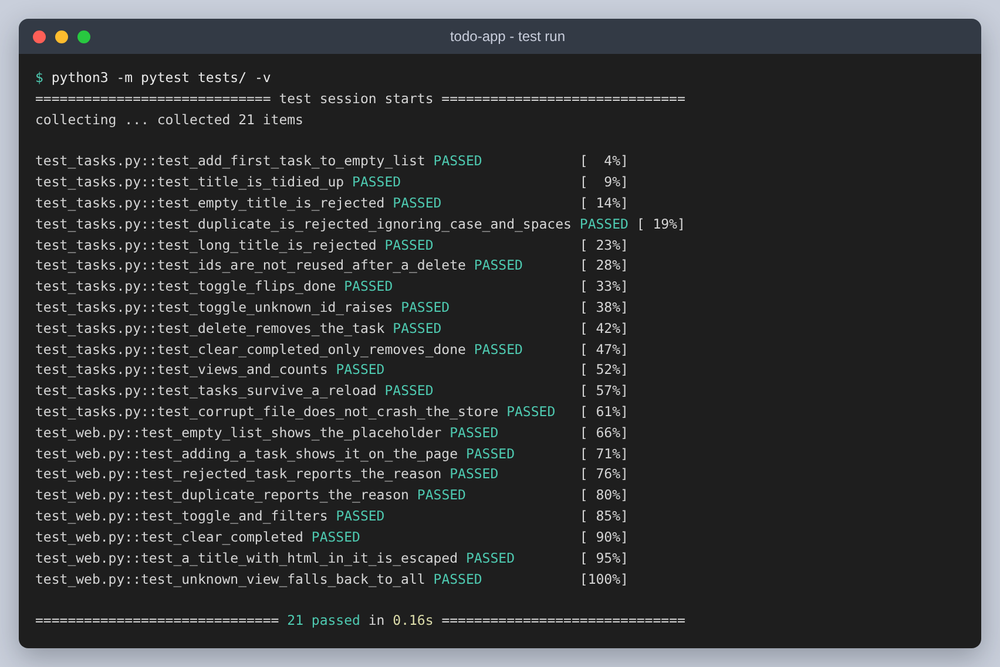 todo-app - test run
$ python3 -m pytest tests/ -v
============================= test session starts ==============================
collecting ... collected 21 items
test_tasks.py::test_add_first_task_to_empty_list PASSED            [  4%]
test_tasks.py::test_title_is_tidied_up PASSED                      [  9%]
test_tasks.py::test_empty_title_is_rejected PASSED                 [ 14%]
test_tasks.py::test_duplicate_is_rejected_ignoring_case_and_spaces PASSED [ 19%]
test_tasks.py::test_long_title_is_rejected PASSED                  [ 23%]
test_tasks.py::test_ids_are_not_reused_after_a_delete PASSED       [ 28%]
test_tasks.py::test_toggle_flips_done PASSED                       [ 33%]
test_tasks.py::test_toggle_unknown_id_raises PASSED                [ 38%]
test_tasks.py::test_delete_removes_the_task PASSED                 [ 42%]
test_tasks.py::test_clear_completed_only_removes_done PASSED       [ 47%]
test_tasks.py::test_views_and_counts PASSED                        [ 52%]
test_tasks.py::test_tasks_survive_a_reload PASSED                  [ 57%]
test_tasks.py::test_corrupt_file_does_not_crash_the_store PASSED   [ 61%]
test_web.py::test_empty_list_shows_the_placeholder PASSED          [ 66%]
test_web.py::test_adding_a_task_shows_it_on_the_page PASSED        [ 71%]
test_web.py::test_rejected_task_reports_the_reason PASSED          [ 76%]
test_web.py::test_duplicate_reports_the_reason PASSED              [ 80%]
test_web.py::test_toggle_and_filters PASSED                        [ 85%]
test_web.py::test_clear_completed PASSED                           [ 90%]
test_web.py::test_a_title_with_html_in_it_is_escaped PASSED        [ 95%]
test_web.py::test_unknown_view_falls_back_to_all PASSED            [100%]
============================== 21 passed in 0.16s ==============================